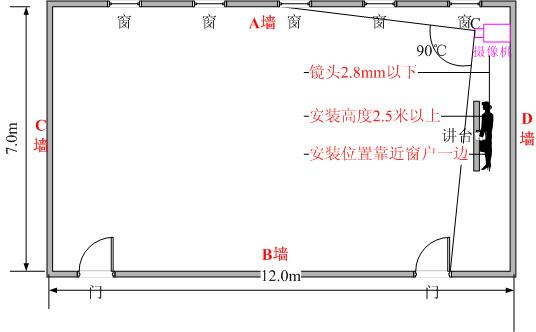 窗
窗
窗
窗
窗
C
A墙
摄像机
90℃
镜头2.8mm以下
安装高度2.5米以上
讲台
安装位置靠近窗户一边
C
墙
D
墙
7.0m
B墙
12.0m
门
门